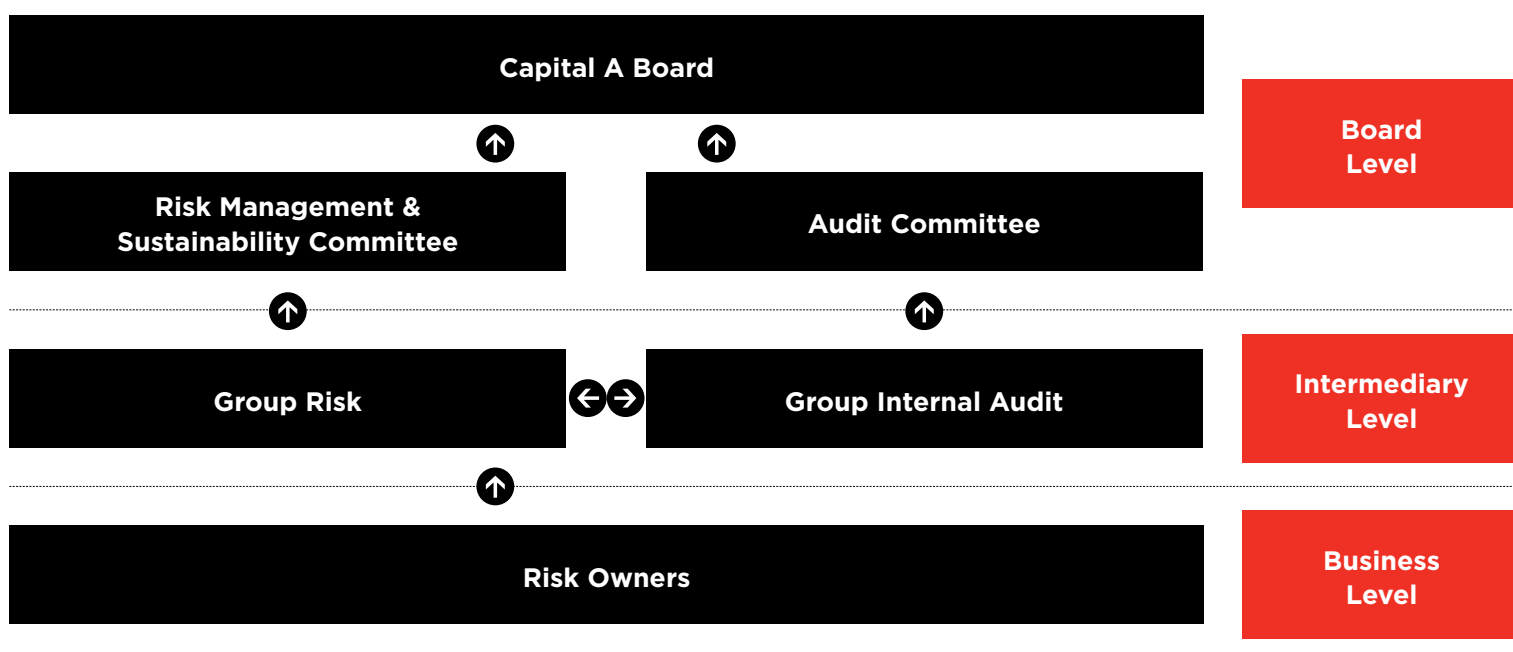 Capital A Board
Board
Level
Risk Management &
Sustainability Committee
Audit Committee
Group Risk
Group Internal Audit
Intermediary
Level
Risk Owners
Business
Level